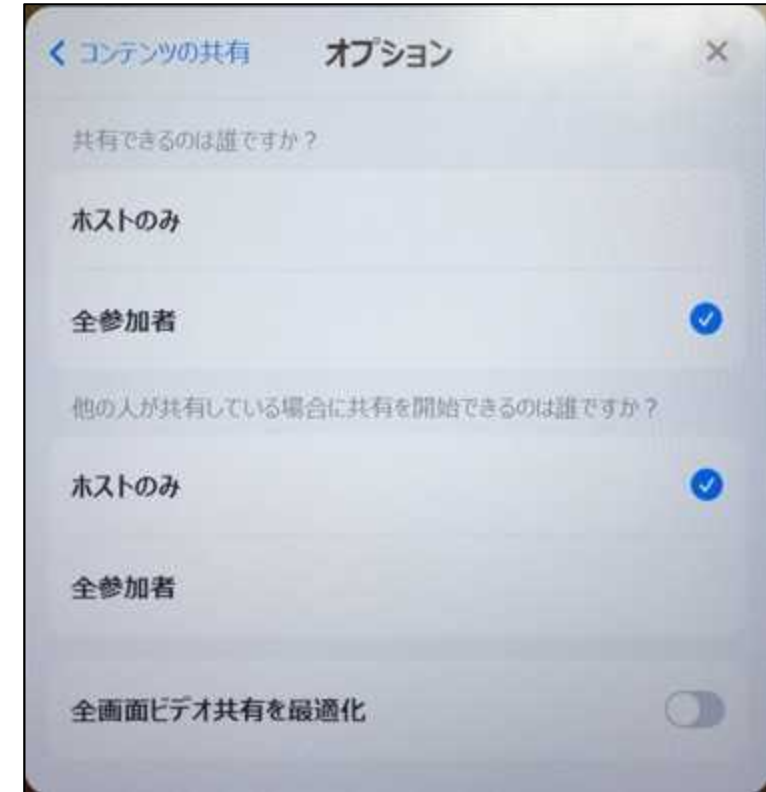 コンテンツの共有 オプション
共有できるのは誰ですか？
ホストのみ
全参加者
他の人が共有している場合に共有を開始できるのは誰ですか？
ホストのみ
全参加者
全画面ビデオ共有を最適化